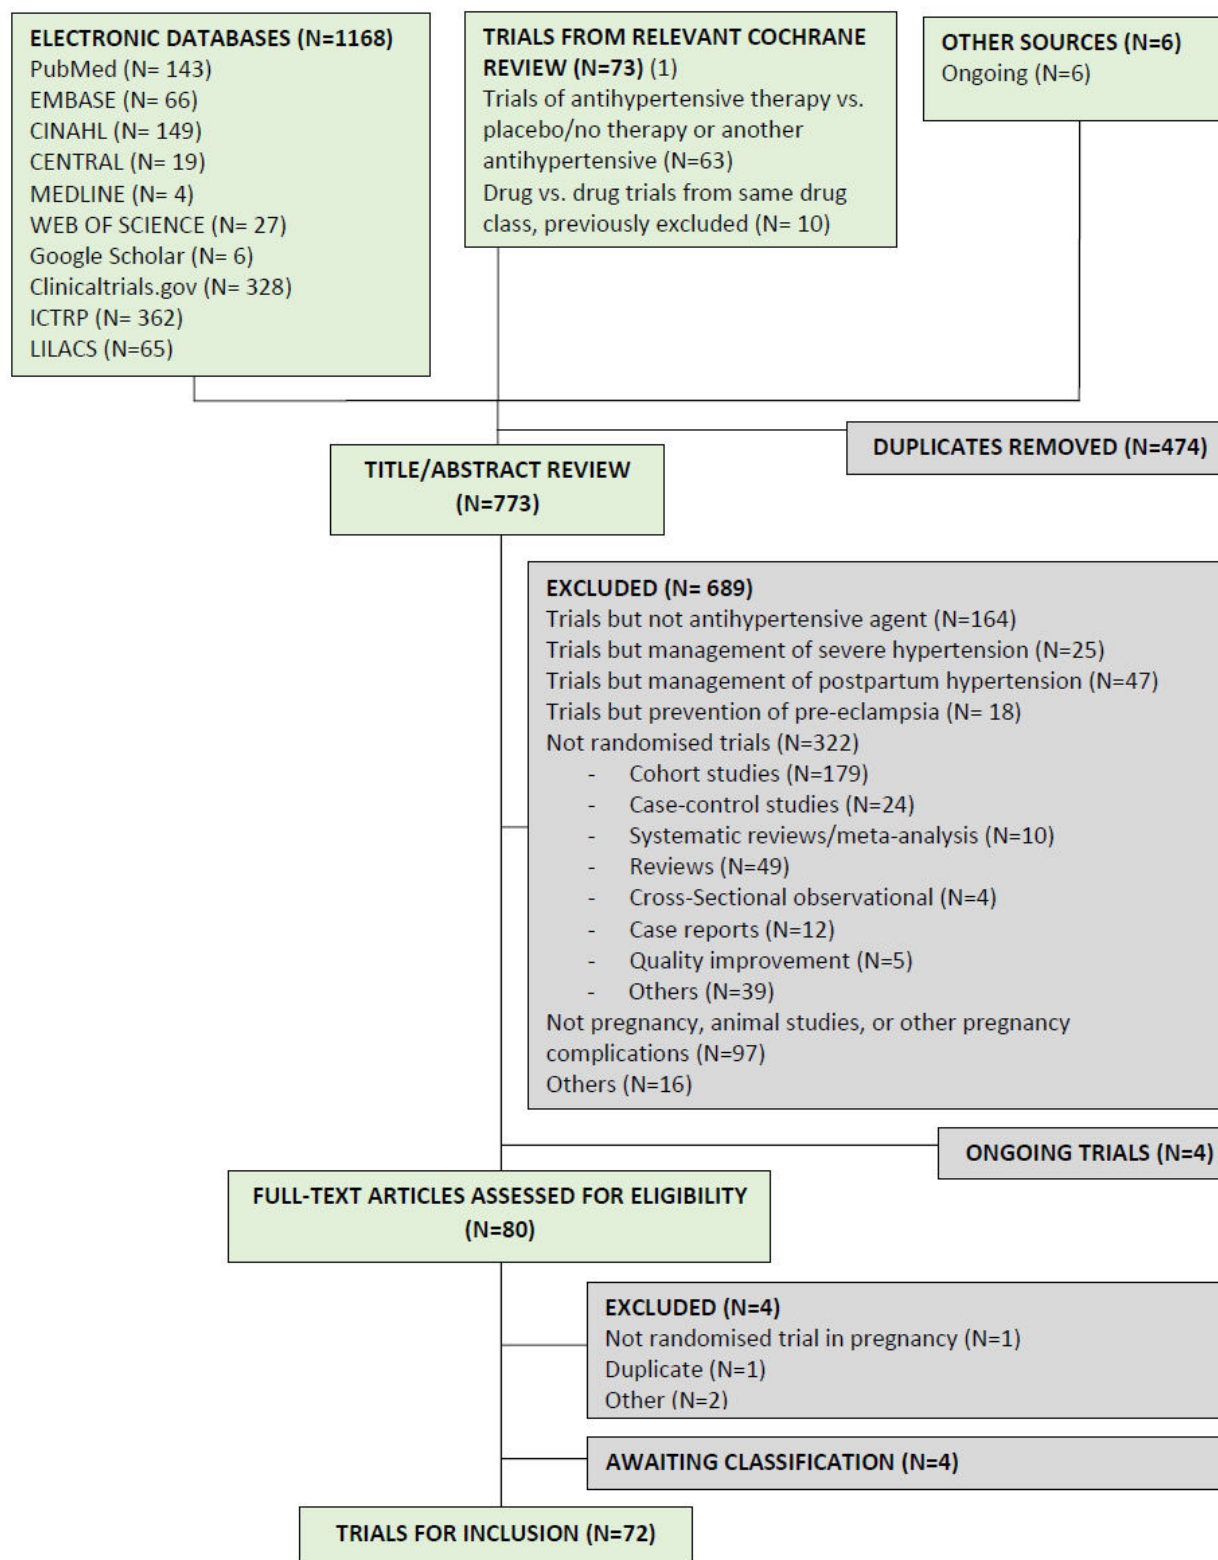 ELECTRONIC DATABASES (N=1168)
PubMed (N= 143)
EMBASE (N= 66)
CINAHL (N= 149)
CENTRAL (N= 19)
MEDLINE (N= 4)
WEB OF SCIENCE (N= 27)
Google Scholar (N= 6)
Clinicaltrials.gov (N= 328)
ICTRP (N= 362)
LILACS (N=65)
TRIALS FROM RELEVANT COCHRANE
REVIEW (N=73) (1)
Trials of antihypertensive therapy vs.
placebo/no therapy or another
antihypertensive (N=63)
Drug vs. drug trials from same drug
class, previously excluded (N= 10)
OTHER SOURCES (N=6)
Ongoing (N=6)
DUPLICATES REMOVED (N=474)
TITLE/ABSTRACT REVIEW
(N=773)
EXCLUDED (N= 689)
Trials but not antihypertensive agent (N=164)
Trials but management of severe hypertension (N=25)
Trials but management of postpartum hypertension (N=47)
Trials but prevention of pre-eclampsia (N= 18)
Not randomised trials (N=322)
- Cohort studies (N=179)
- Case-control studies (N=24)
- Systematic reviews/meta-analysis (N=10)
- Reviews (N=49)
- Cross-Sectional observational (N=4)
- Case reports (N=12)
- Quality improvement (N=5)
- Others (N=39)
Not pregnancy, animal studies, or other pregnancy
complications (N=97)
Others (N=16)
ONGOING TRIALS (N=4)
FULL-TEXT ARTICLES ASSESSED FOR ELIGIBILITY
(N=80)
EXCLUDED (N=4)
Not randomised trial in pregnancy (N=1)
Duplicate (N=1)
Other (N=2)
AWAITING CLASSIFICATION (N=4)
TRIALS FOR INCLUSION (N=72)